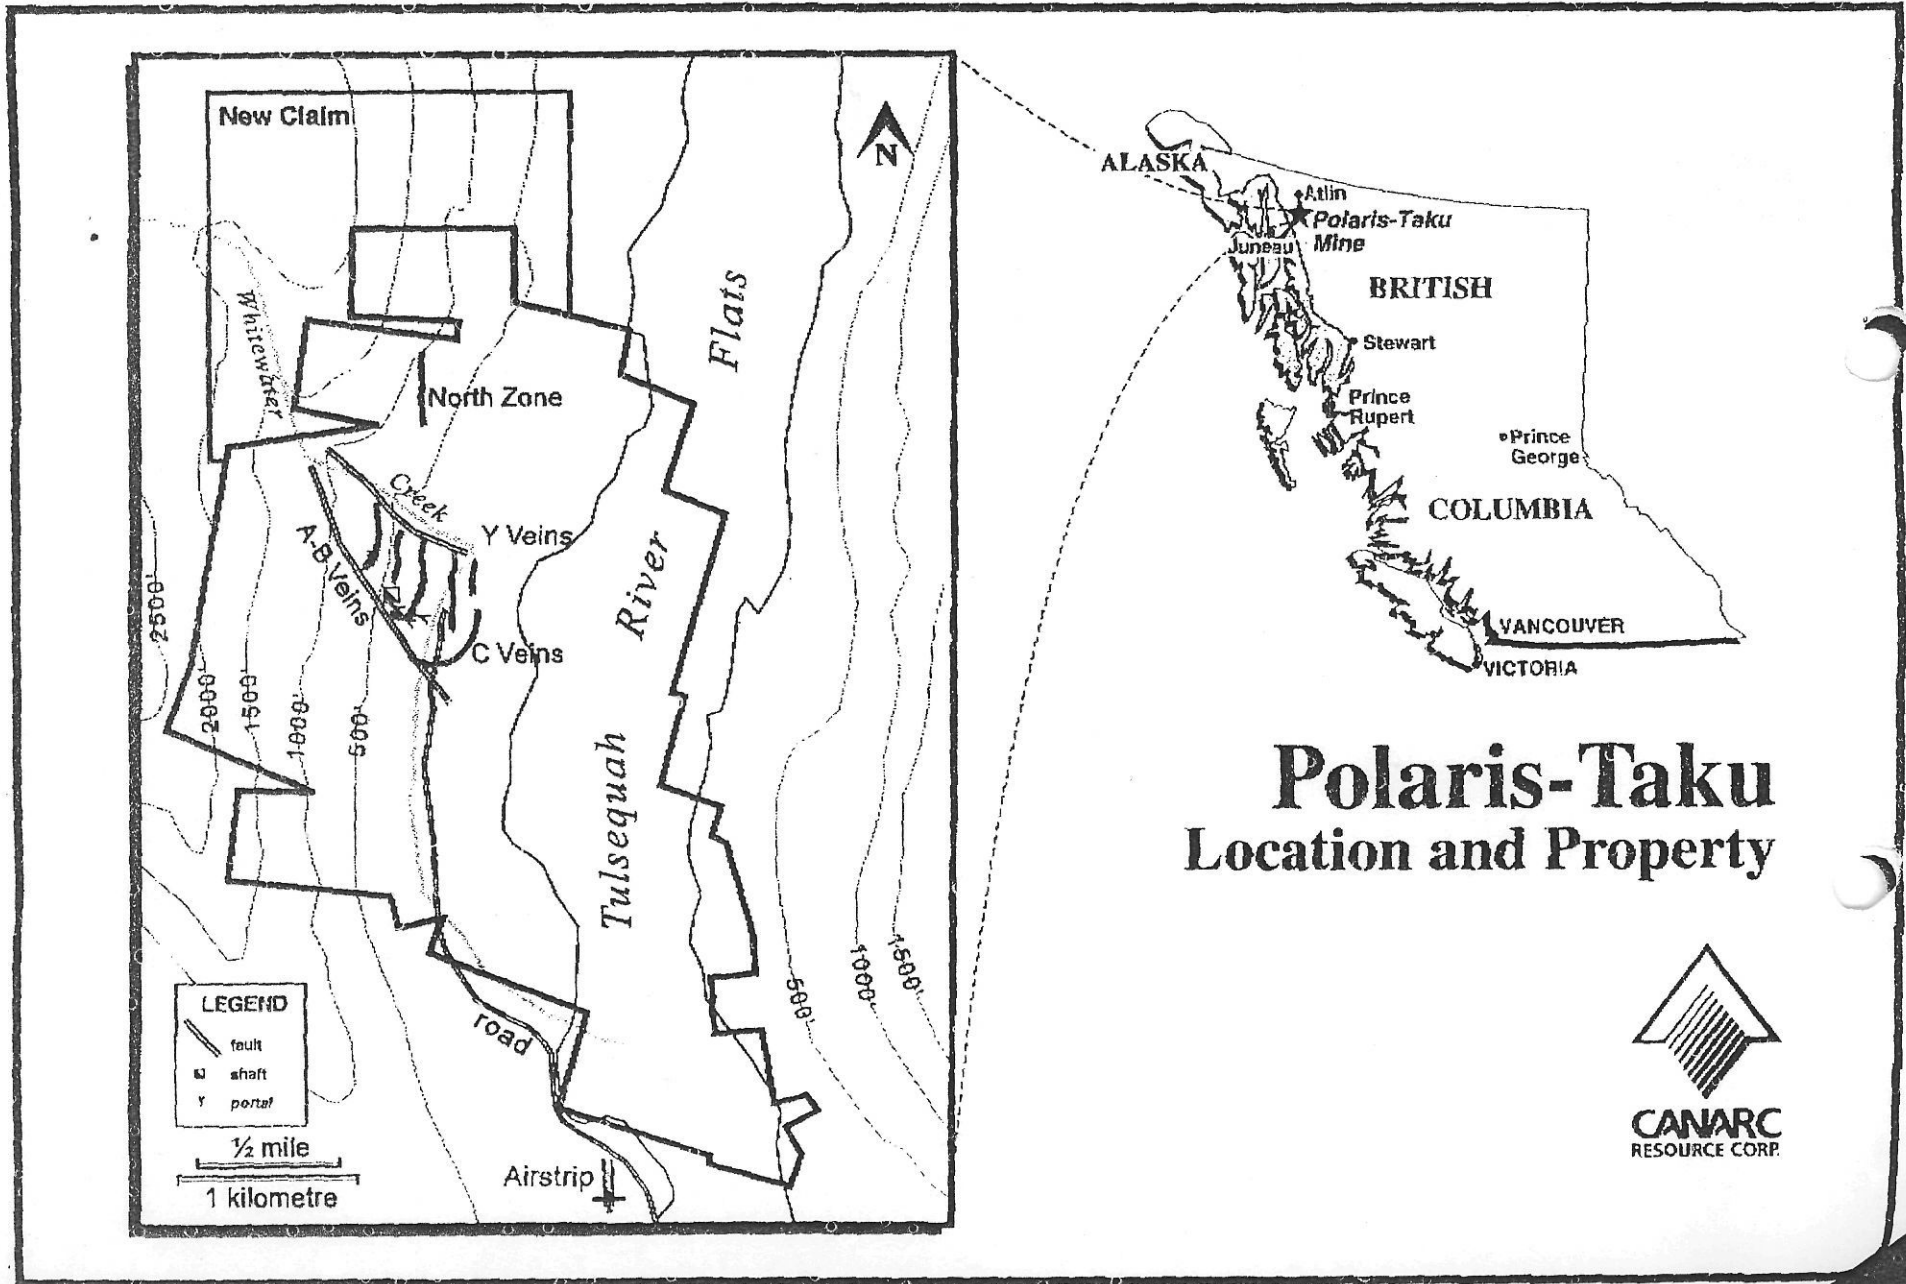 New Claim
N
Whitewater
Flats
North Zone
Creek
Y Veins
A-B Veins
River
C Veins
2500'
2000'
1500'
1000'
500'
Tulsequah
500'
1000'
1500'
LEGEND
fault
shaft
portal
road
½ mile
1 kilometre
Airstrip
ALASKA
Atlin
Polaris-Taku
Mine
Juneau
BRITISH
Stewart
Prince
Rupert
Prince
George
COLUMBIA
VANCOUVER
VICTORIA
Polaris-Taku
Location and Property
CANARC
RESOURCE CORP.